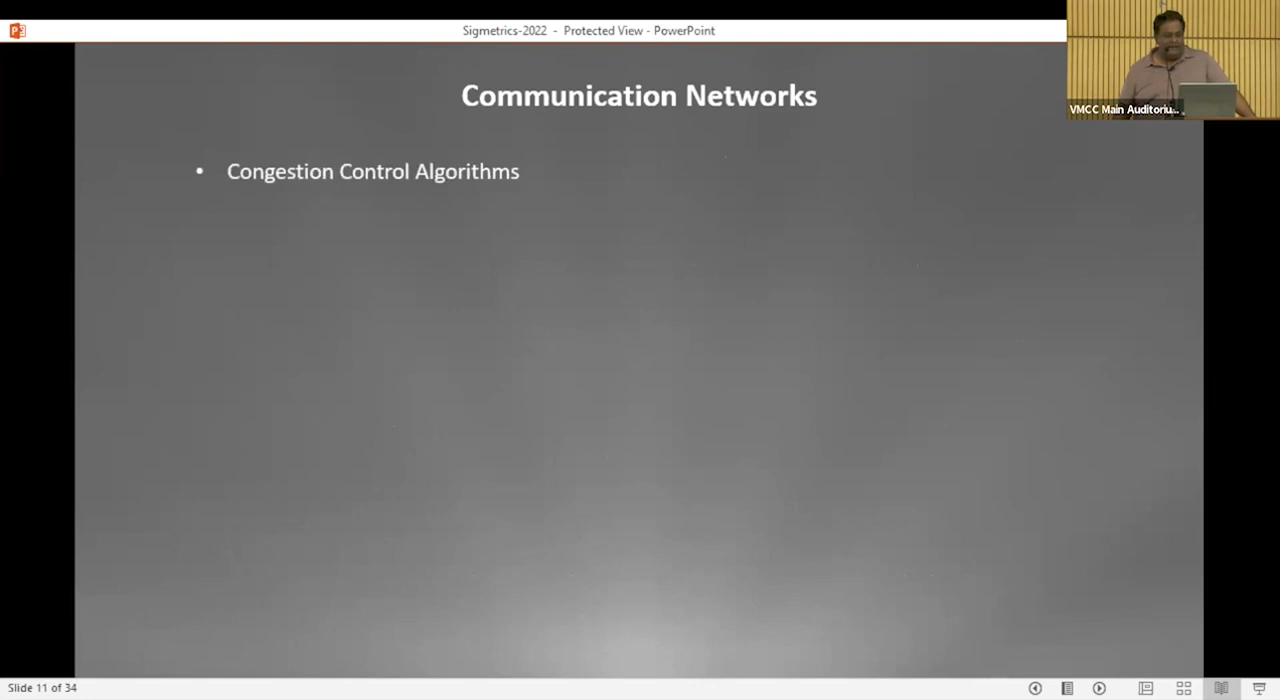 Sigmetrics-2022 - Protected View - PowerPoint
VMCC Main Auditoriu...
Communication Networks
• Congestion Control Algorithms
Slide 11 of 34